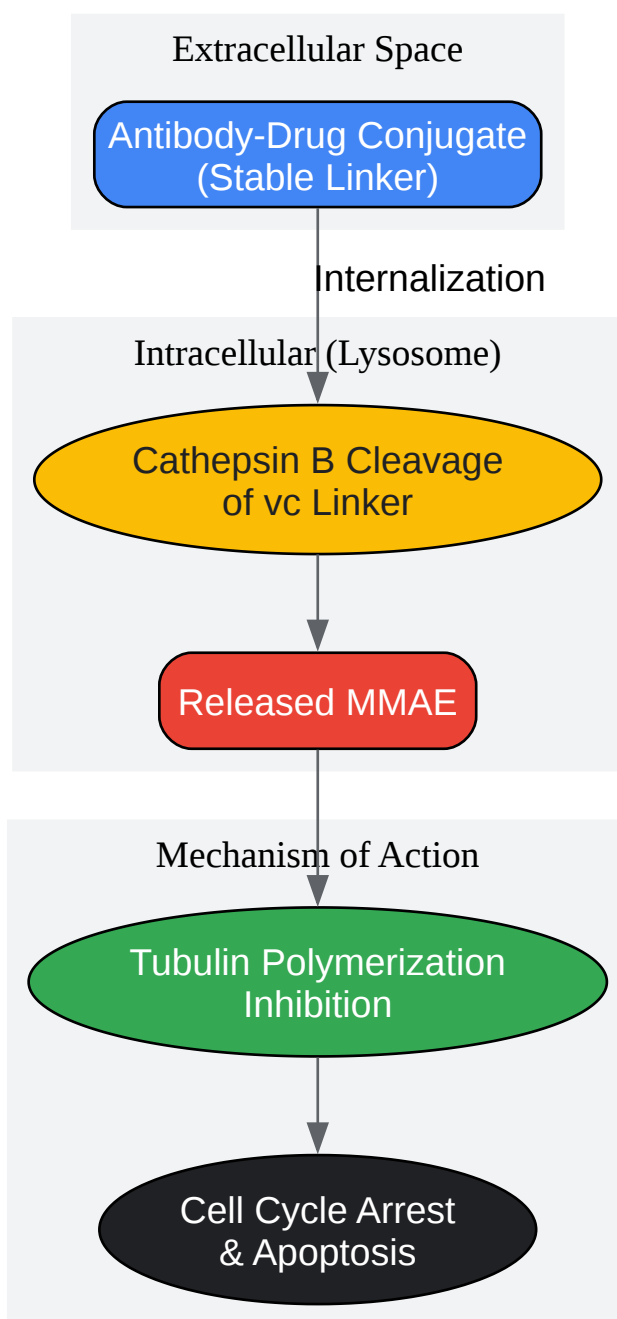 Extracellular Space
Antibody-Drug Conjugate
(Stable Linker)
Internalization
Intracellular (Lysosome)
Cathepsin B Cleavage
of vc Linker
Released MMAE
Mechanism of Action
Tubulin Polymerization
Inhibition
Cell Cycle Arrest
& Apoptosis